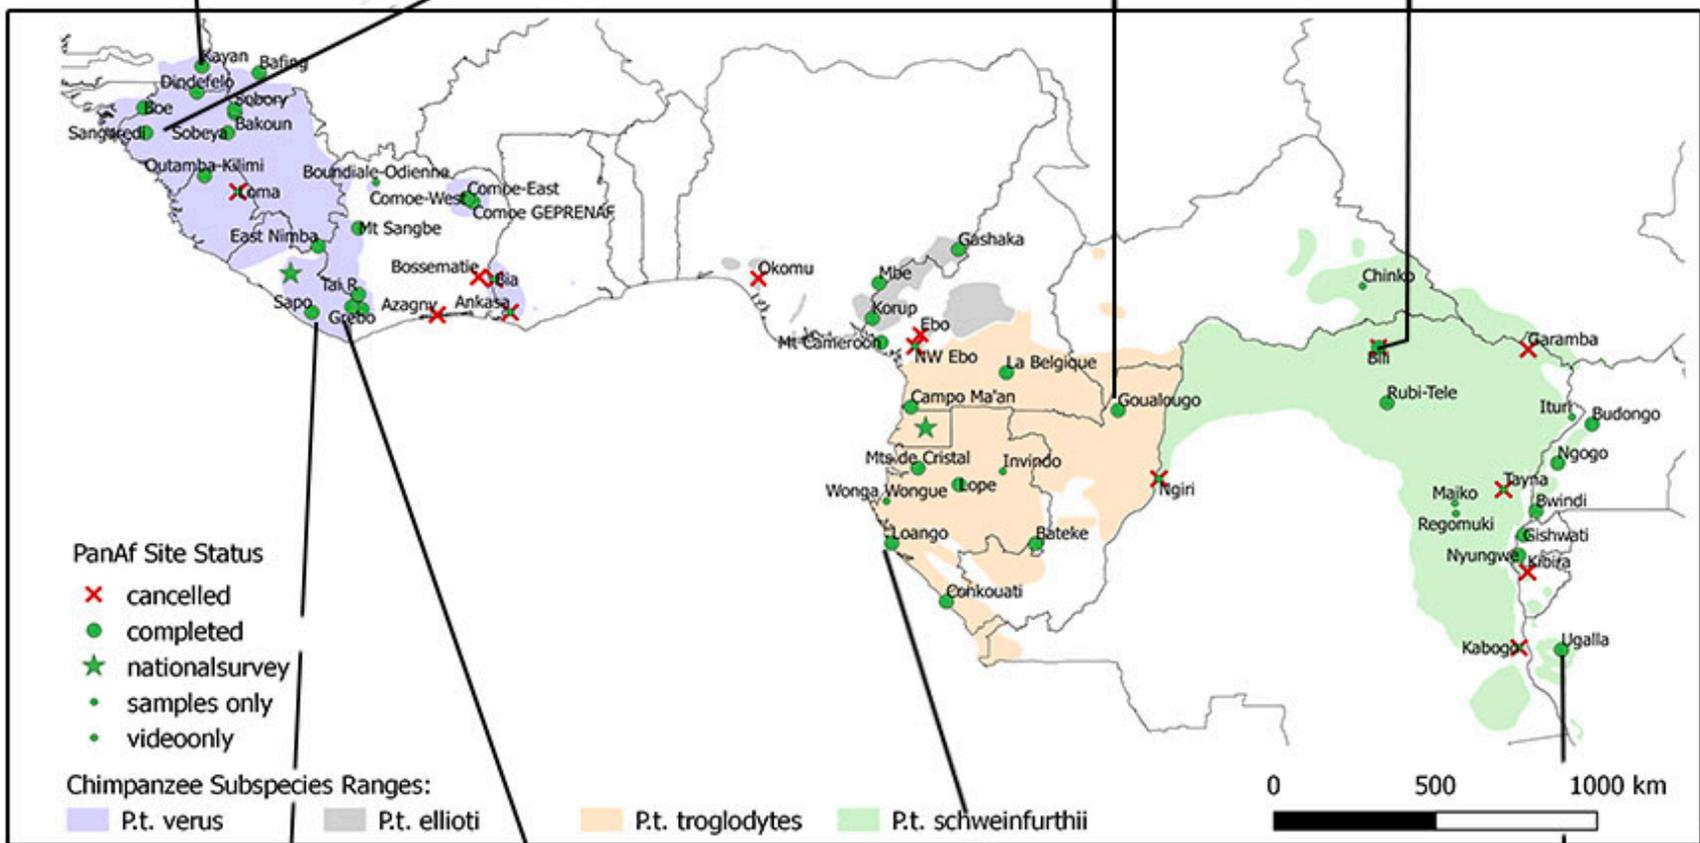 Kayan
Bafing
Dindefelo
Sobory
Boe
Bakoun
Sangaredi
Sobeya
Outamba-Kilimi
Loma
Boundiale-Odienne
Comoe-East
Comoe-West
Comoe GEPRENAF
Mt Sangbe
East Nimba
Bossematie
Bia
Tai R
Sapo
Grebo
Azagny
Ankasa
Okomu
Gashaka
Mbe
Korup
Ebo
Mt Cameroon
NW Ebo
La Belgique
Campo Ma'an
Goualougo
Mts de Cristal
Invindo
Lope
Wonga Wongue
Ngiri
Loango
Bateke
Conkouati
Chinko
Bili
Garamba
Rubi-Tele
Ituri
Budongo
Ngogo
Tayna
Maiko
Bwindi
Regomuki
Gishwati
Nyungwe
Kibira
Kabogo
Ugalla
PanAf Site Status
cancelled
completed
nationalsurvey
samples only
videoonly
Chimpanzee Subspecies Ranges:
P.t. verus P.t. ellioti P.t. troglodytes P.t. schweinfurthii
0 500 1000 km